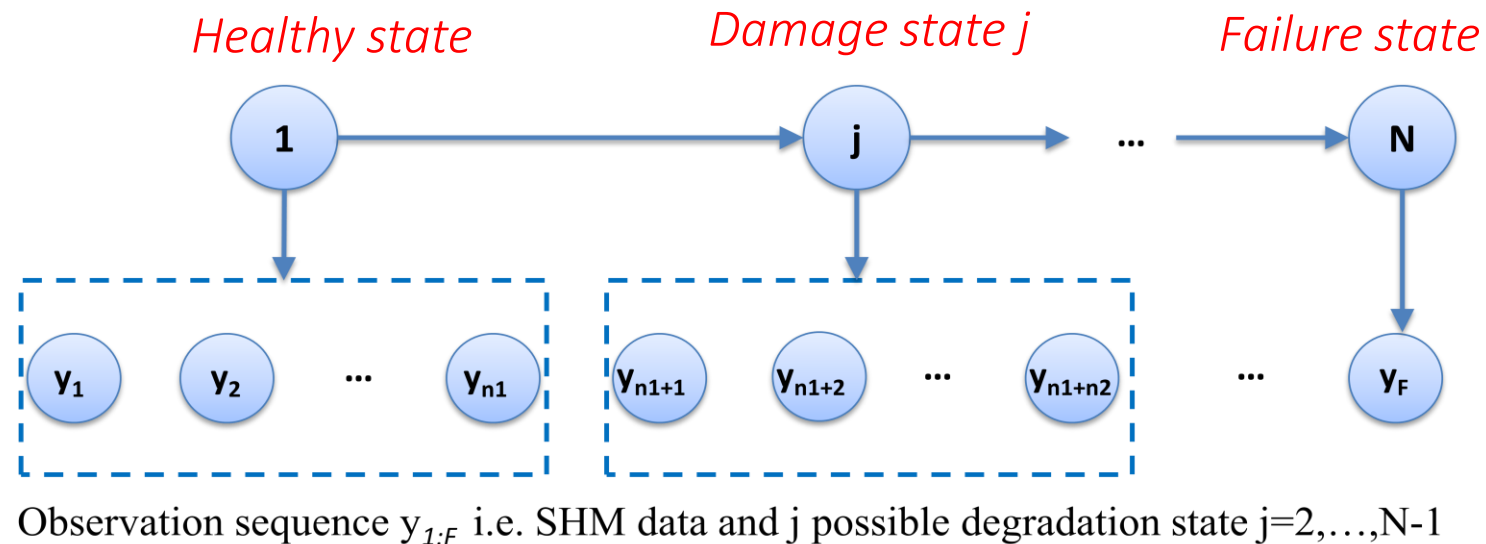 Healthy state Damage state j Failure state
1 j ... N
y1 y2 ... yn1 yn1+1 yn1+2 ... yn1+n2 ... yF
Observation sequence y1:F i.e. SHM data and j possible degradation state j=2,...,N-1